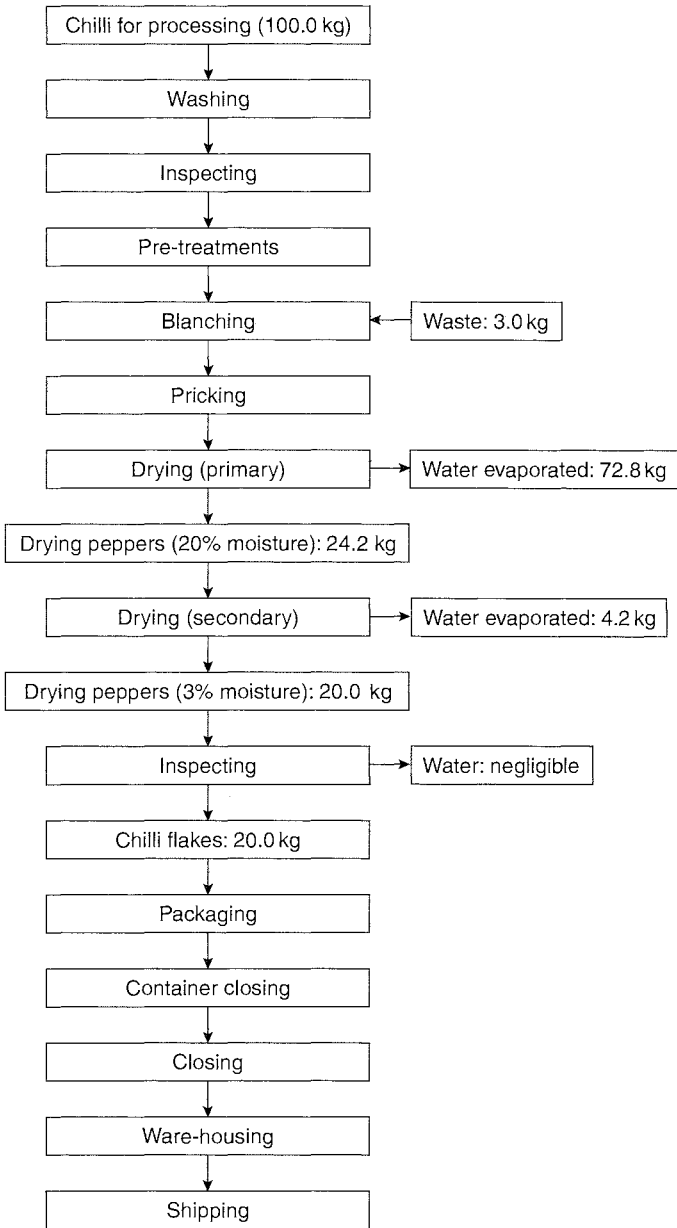 Chilli for processing (100.0 kg)
Washing
Inspecting
Pre-treatments
Blanching
Waste: 3.0 kg
Pricking
Drying (primary)
Water evaporated: 72.8 kg
Drying peppers (20% moisture): 24.2 kg
Drying (secondary)
Water evaporated: 4.2 kg
Drying peppers (3% moisture): 20.0 kg
Inspecting
Water: negligible
Chilli flakes: 20.0 kg
Packaging
Container closing
Closing
Ware-housing
Shipping